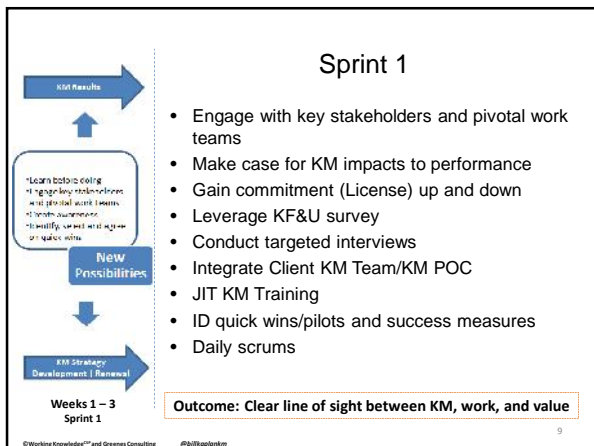 Sprint 1
KM Results
•Learn before doing
•Engage key stakeholders
and pivotal work teams
•Create awareness
•Identify, select and agree
on quick wins
New
Possibilities
KM Strategy
Development | Renewal
Weeks 1 – 3
Sprint 1
• Engage with key stakeholders and pivotal work
teams
• Make case for KM impacts to performance
• Gain commitment (License) up and down
• Leverage KF&U survey
• Conduct targeted interviews
• Integrate Client KM Team/KM POC
• JIT KM Training
• ID quick wins/pilots and success measures
• Daily scrums
Outcome: Clear line of sight between KM, work, and value
9
©Working Knowledge and Greenes Consulting @billkaplankm